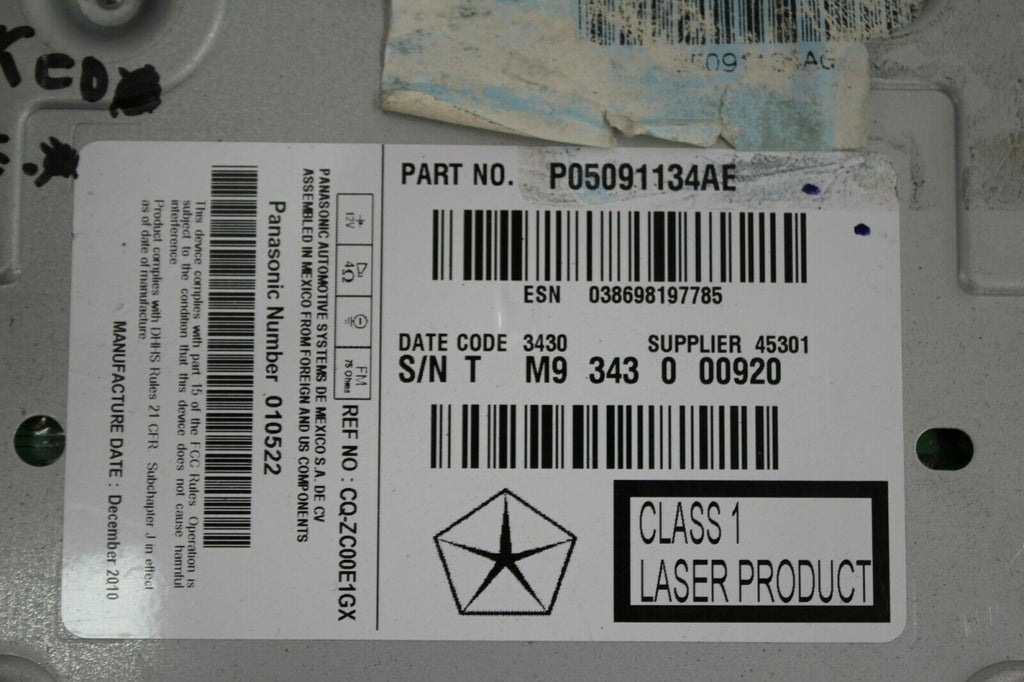 KCD
PART NO. P05091134AE
ESN 038698197785
DATE CODE 3430 SUPPLIER 45301
S/N T M9 343 0 00920
CLASS 1
LASER PRODUCT
12V
4Ω
FM
75 Ohms
REF NO : CQ-ZC00E1GX
PANASONIC AUTOMOTIVE SYSTEMS DE MEXICO S.A. DE CV
ASSEMBLED IN MEXICO FROM FOREIGN AND US COMPONENTS
Panasonic Number 010522
This device complies with part 15 of the FCC Rules Operation is
subject to the condition that this device does not cause harmful
interference
Product complies with DHHS Rules 21 CFR Subchapter J in effect
as of date of manufacture
MANUFACTURE DATE : December 2010